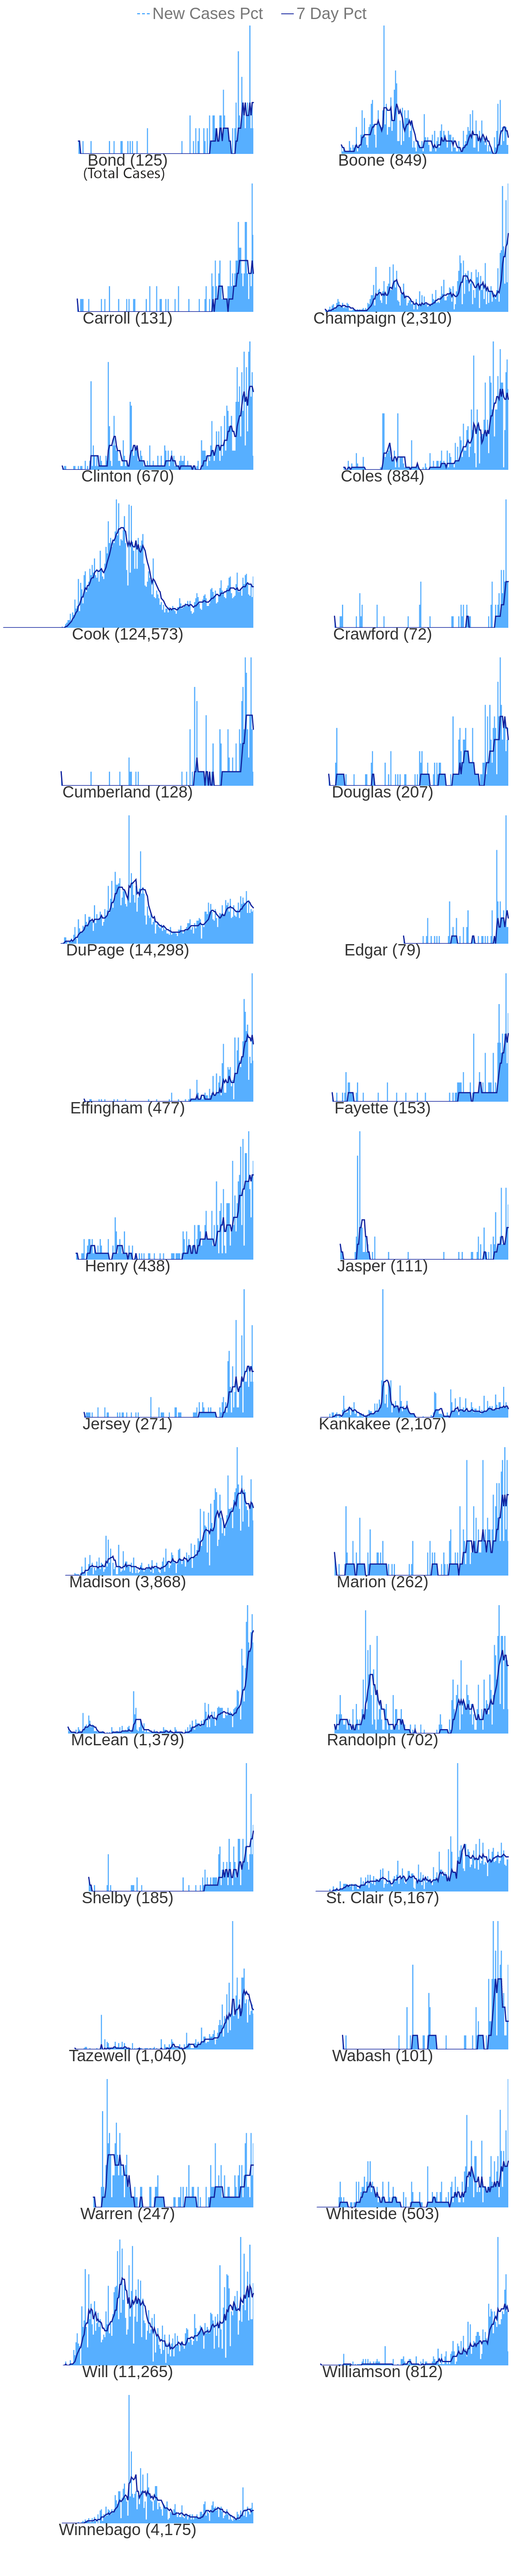 New Cases Pct 7 Day Pct
Bond (125) Boone (849)
(Total Cases)
Carroll (131) Champaign (2,310)
Clinton (670) Coles (884)
Cook (124,573) Crawford (72)
Cumberland (128) Douglas (207)
DuPage (14,298) Edgar (79)
Effingham (477) Fayette (153)
Henry (438) Jasper (111)
Jersey (271) Kankakee (2,107)
Madison (3,868) Marion (262)
McLean (1,379) Randolph (702)
Shelby (185) St. Clair (5,167)
Tazewell (1,040) Wabash (101)
Warren (247) Whiteside (503)
Will (11,265) Williamson (812)
Winnebago (4,175)